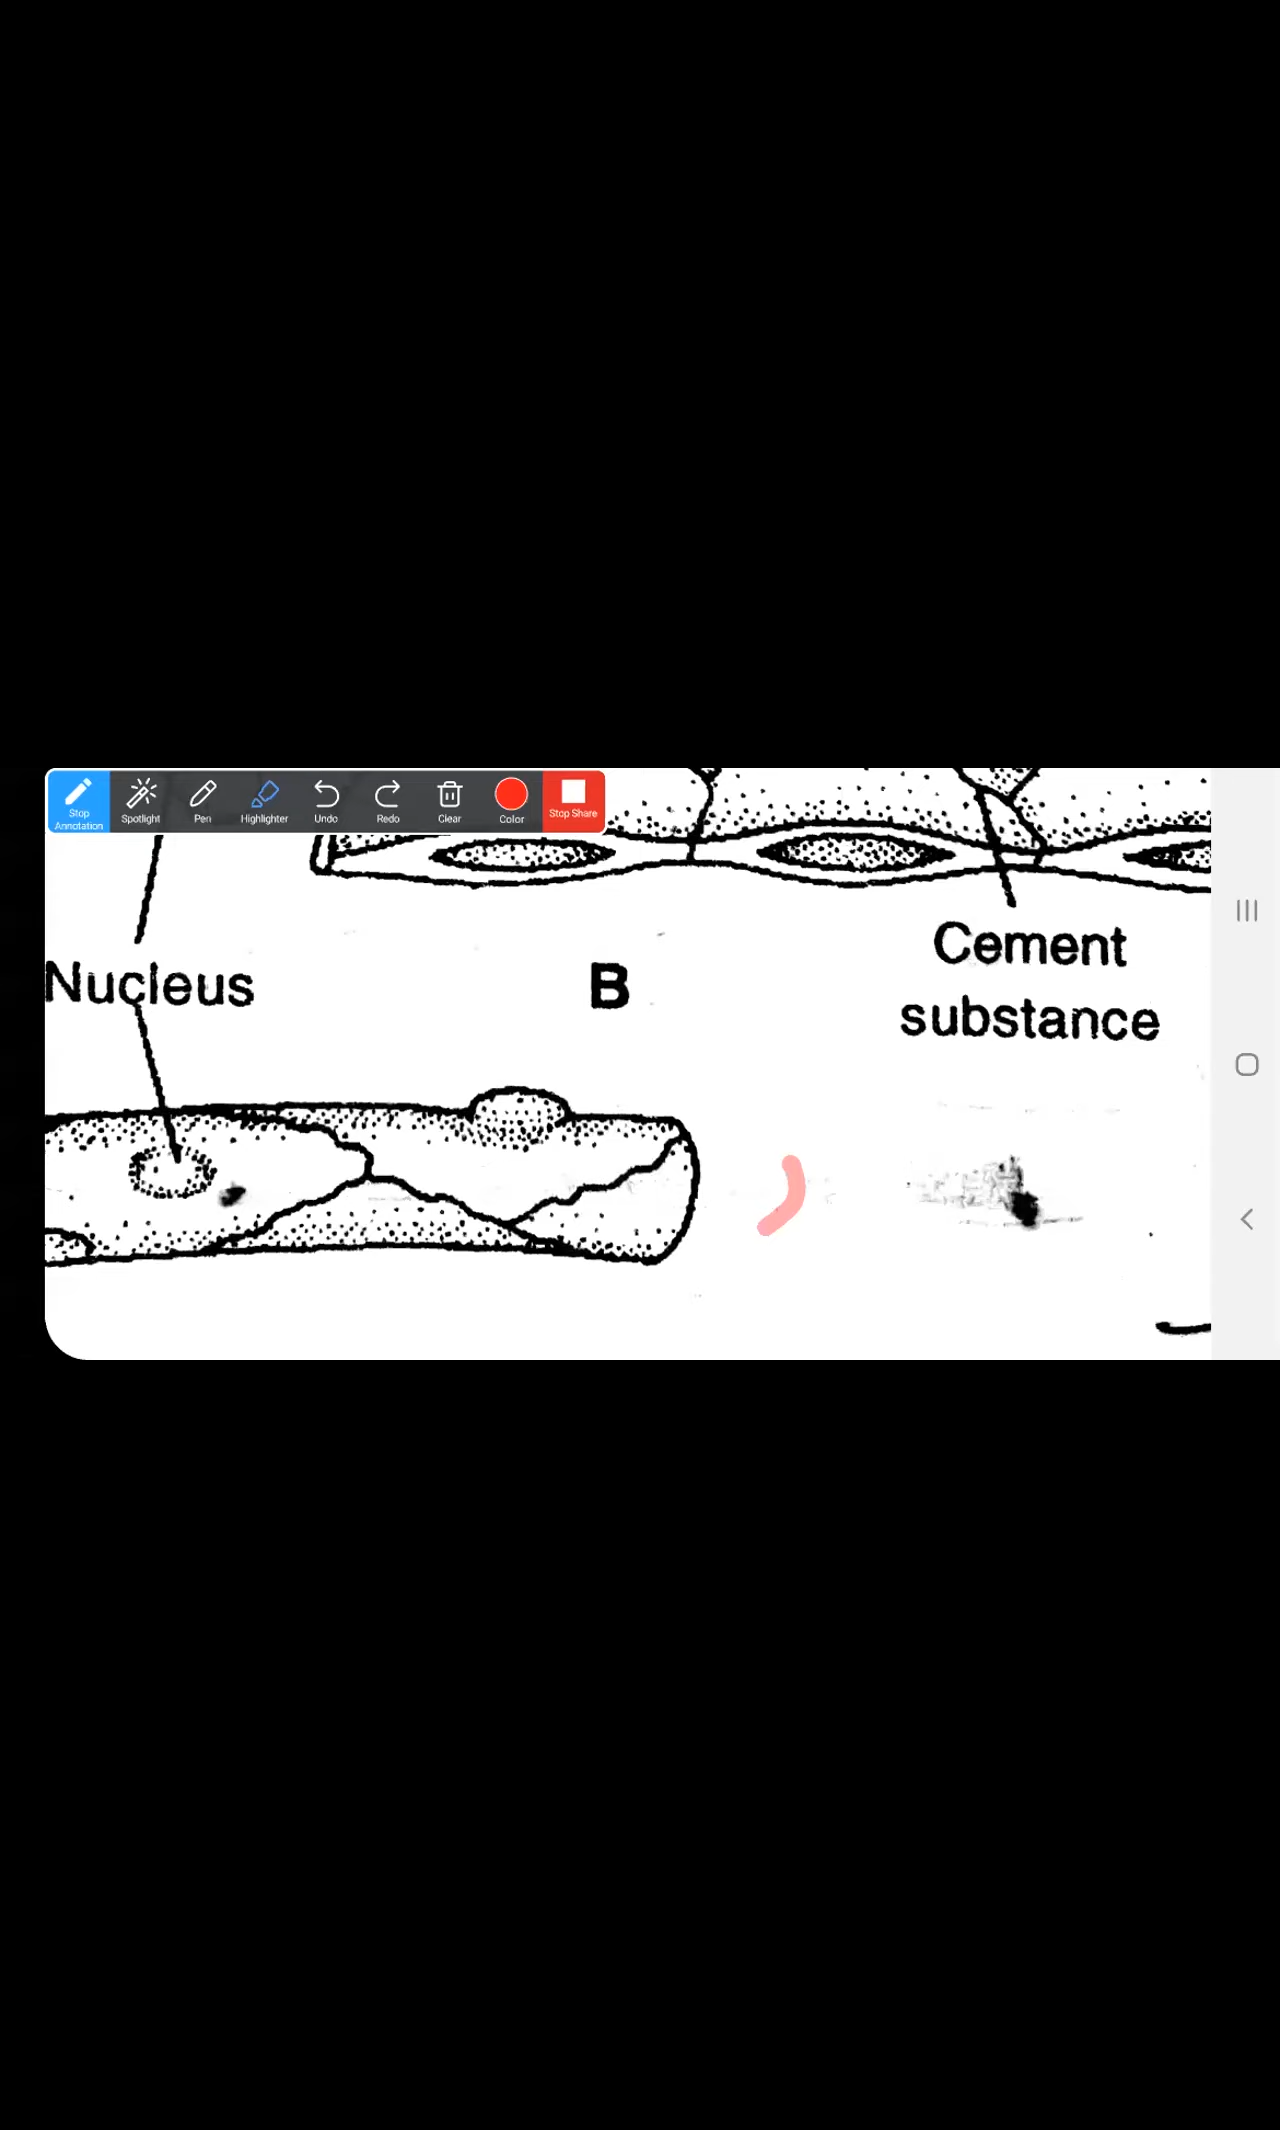 Stop Annotation
Spotlight
Pen
Highlighter
Undo
Redo
Clear
Color
Stop Share
Nucleus
B
Cement
substance